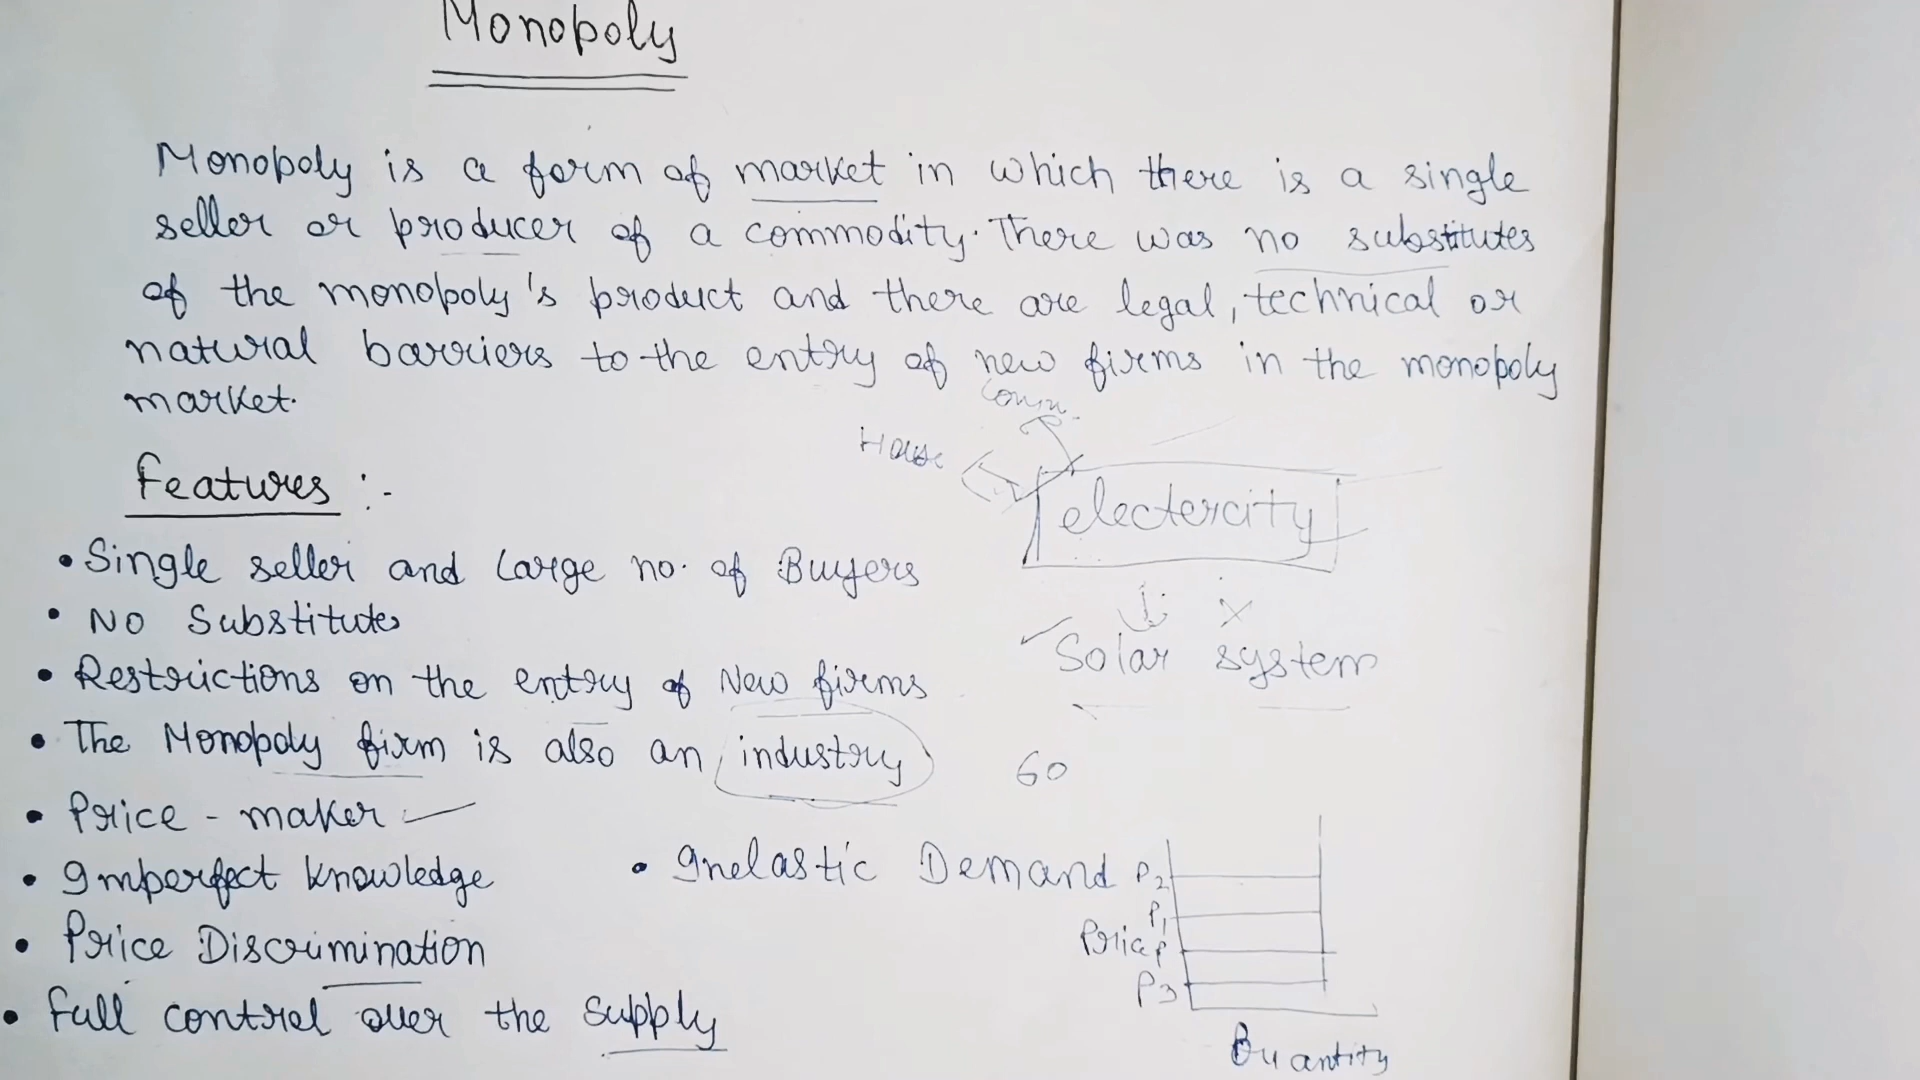 Monopoly
Monopoly is a form of market in which there is a single
seller or producer of a commodity. There was no substitutes
of the monopoly's product and there are legal, technical or
natural barriers to the entry of new firms in the monopoly
market.
Comm.
House
electercity
Solar system
Features :-
• Single seller and Large no. of Buyers
• No Substitutes
• Restrictions on the entry of New firms
• The Monopoly firm is also an industry
60
• Price - maker
• Imperfect knowledge
• Inelastic Demand
• Price Discrimination
• Full control over the supply
P2
P1
Price P
P3
Quantity